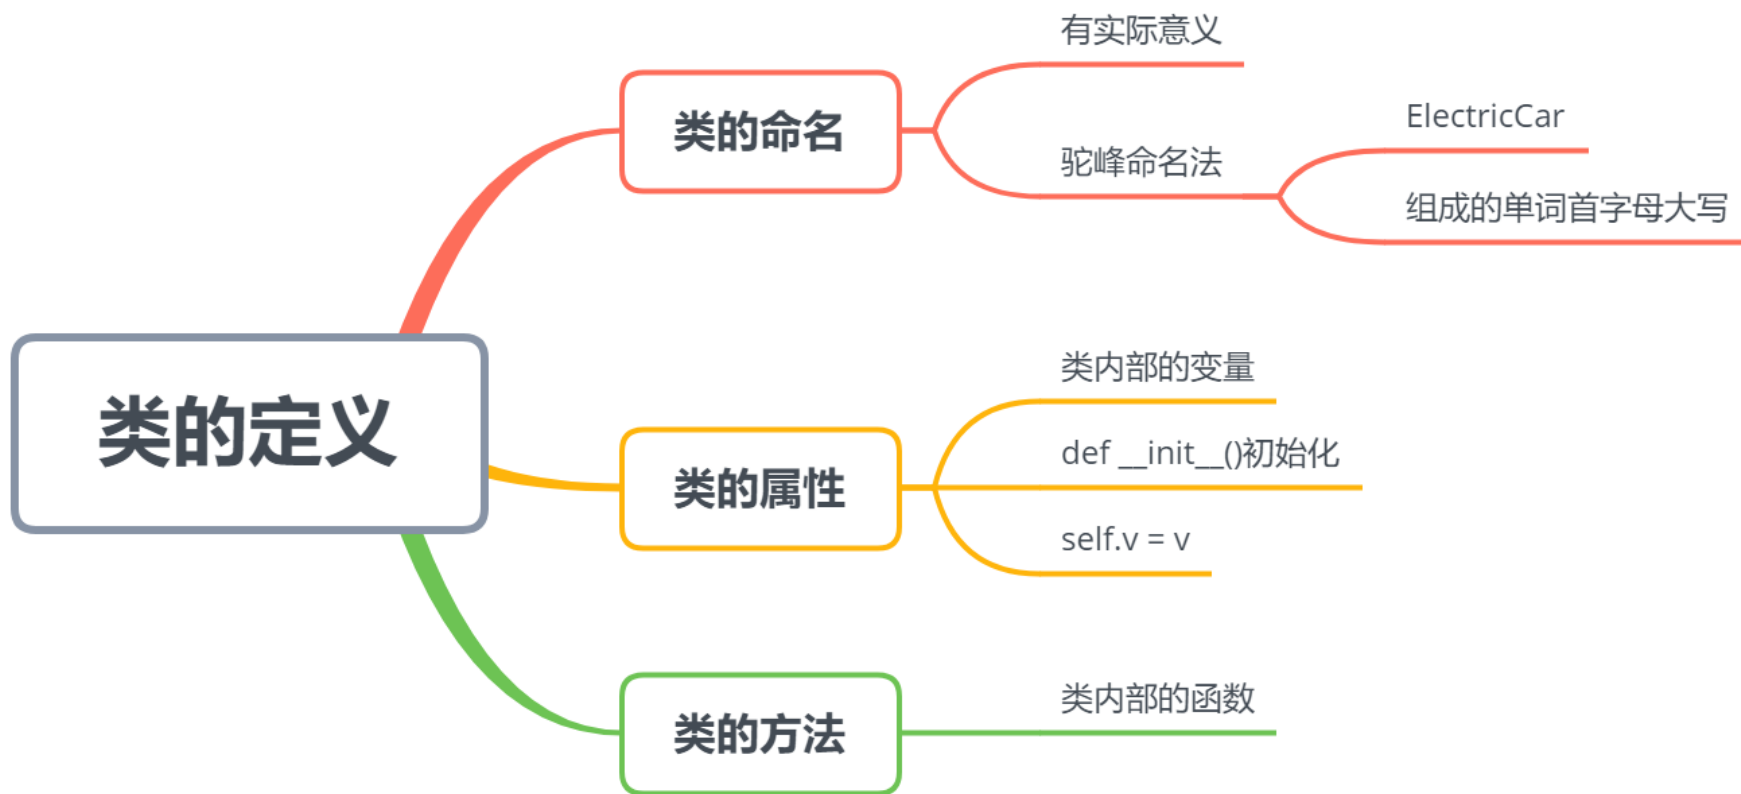 类的定义
类的命名
有实际意义
驼峰命名法
ElectricCar
组成的单词首字母大写
类的属性
类内部的变量
def __init__()初始化
self.v = v
类的方法
类内部的函数